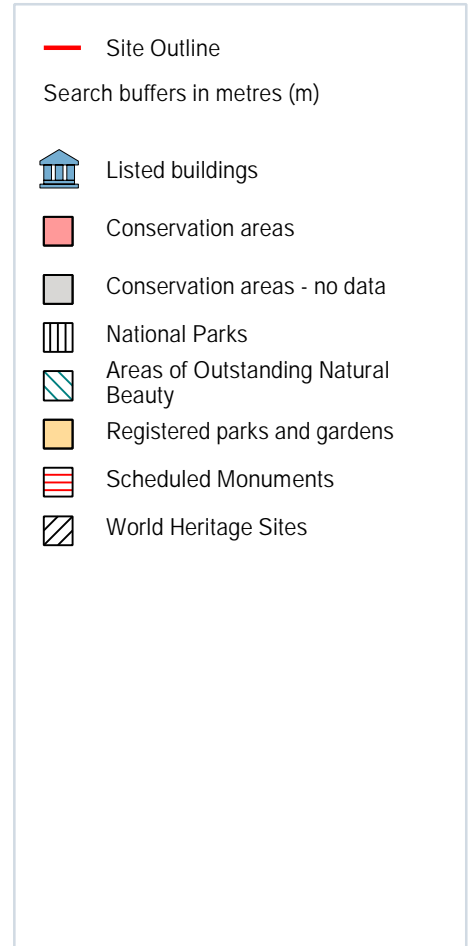 Site Outline
Search buffers in metres (m)
Listed buildings
Conservation areas
Conservation areas - no data
National Parks
Areas of Outstanding Natural
Beauty
Registered parks and gardens
Scheduled Monuments
World Heritage Sites